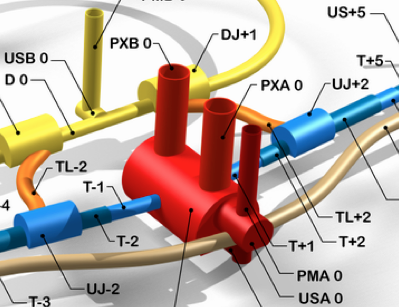 US+5
PXB 0
DJ+1
USB 0
T+5
D 0
PXA 0
UJ+2
TL-2
T-1
TL+2
T-2
T+1
T+2
PMA 0
UJ-2
USA 0
T-3